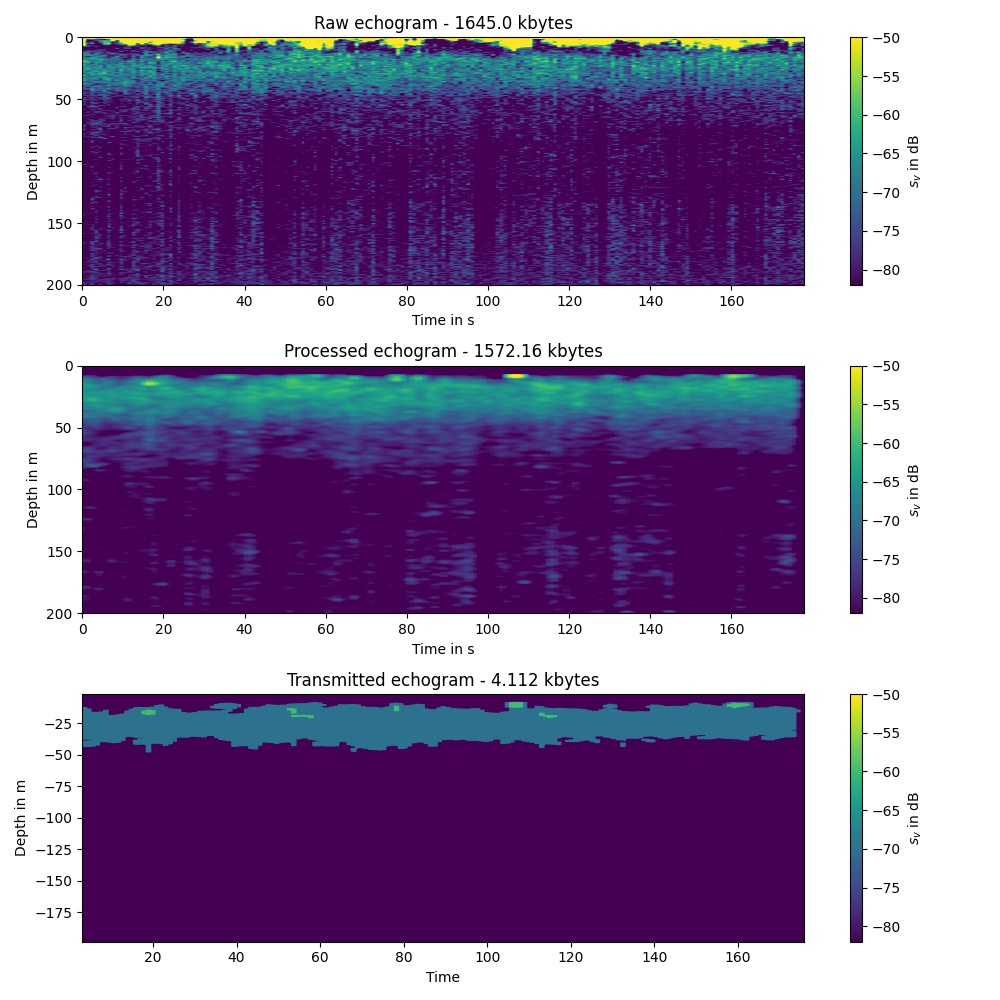 Raw echogram - 1645.0 kbytes
0
50
100
150
200
Depth in m
0 20 40 60 80 100 120 140 160
Time in s
−50
−55
−60
−65
−70
−75
−80
sv in dB
Processed echogram - 1572.16 kbytes
0
50
100
150
200
Depth in m
0 20 40 60 80 100 120 140 160
Time in s
−50
−55
−60
−65
−70
−75
−80
sv in dB
Transmitted echogram - 4.112 kbytes
−25
−50
−75
−100
−125
−150
−175
Depth in m
20 40 60 80 100 120 140 160
Time
−50
−55
−60
−65
−70
−75
−80
sv in dB